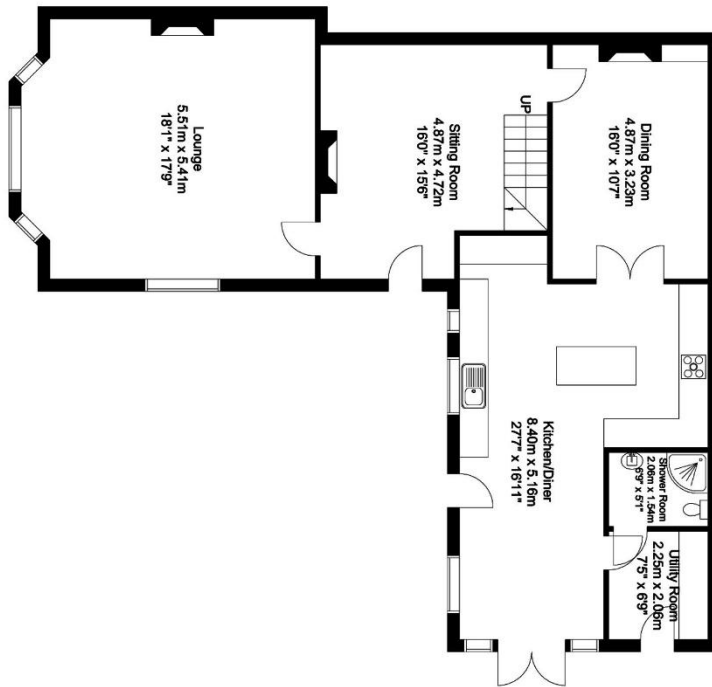 Lounge
5.51m x 5.41m
18'1" x 17'9"
Sitting Room
4.87m x 4.72m
16'0" x 15'6"
UP
Dining Room
4.87m x 3.23m
16'0" x 10'7"
Kitchen/Diner
8.40m x 5.16m
27'7" x 16'11"
Shower Room
2.06m x 1.54m
6'9" x 5'1"
Utility Room
2.25m x 2.06m
7'5" x 6'9"